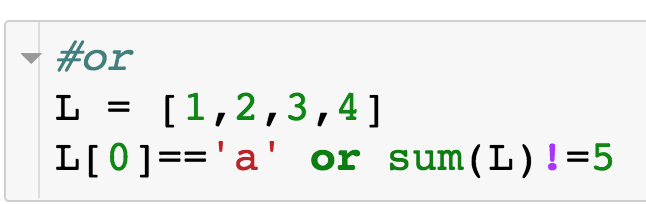 #or
L = [1,2,3,4]
L[0]=='a' or sum(L)!=5